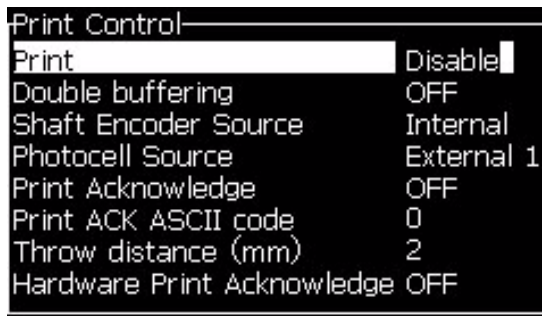 Print Control
Print Disable
Double buffering OFF
Shaft Encoder Source Internal
Photocell Source External 1
Print Acknowledge OFF
Print ACK ASCII code 0
Throw distance (mm) 2
Hardware Print Acknowledge OFF